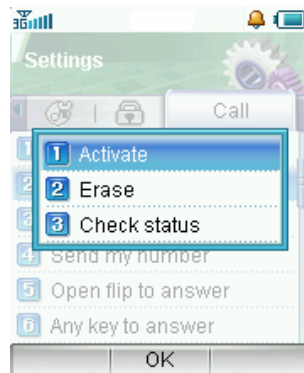 3G
Settings
Call
1 Activate
2 Erase
3 Check status
4 Send my number
5 Open flip to answer
6 Any key to answer
OK